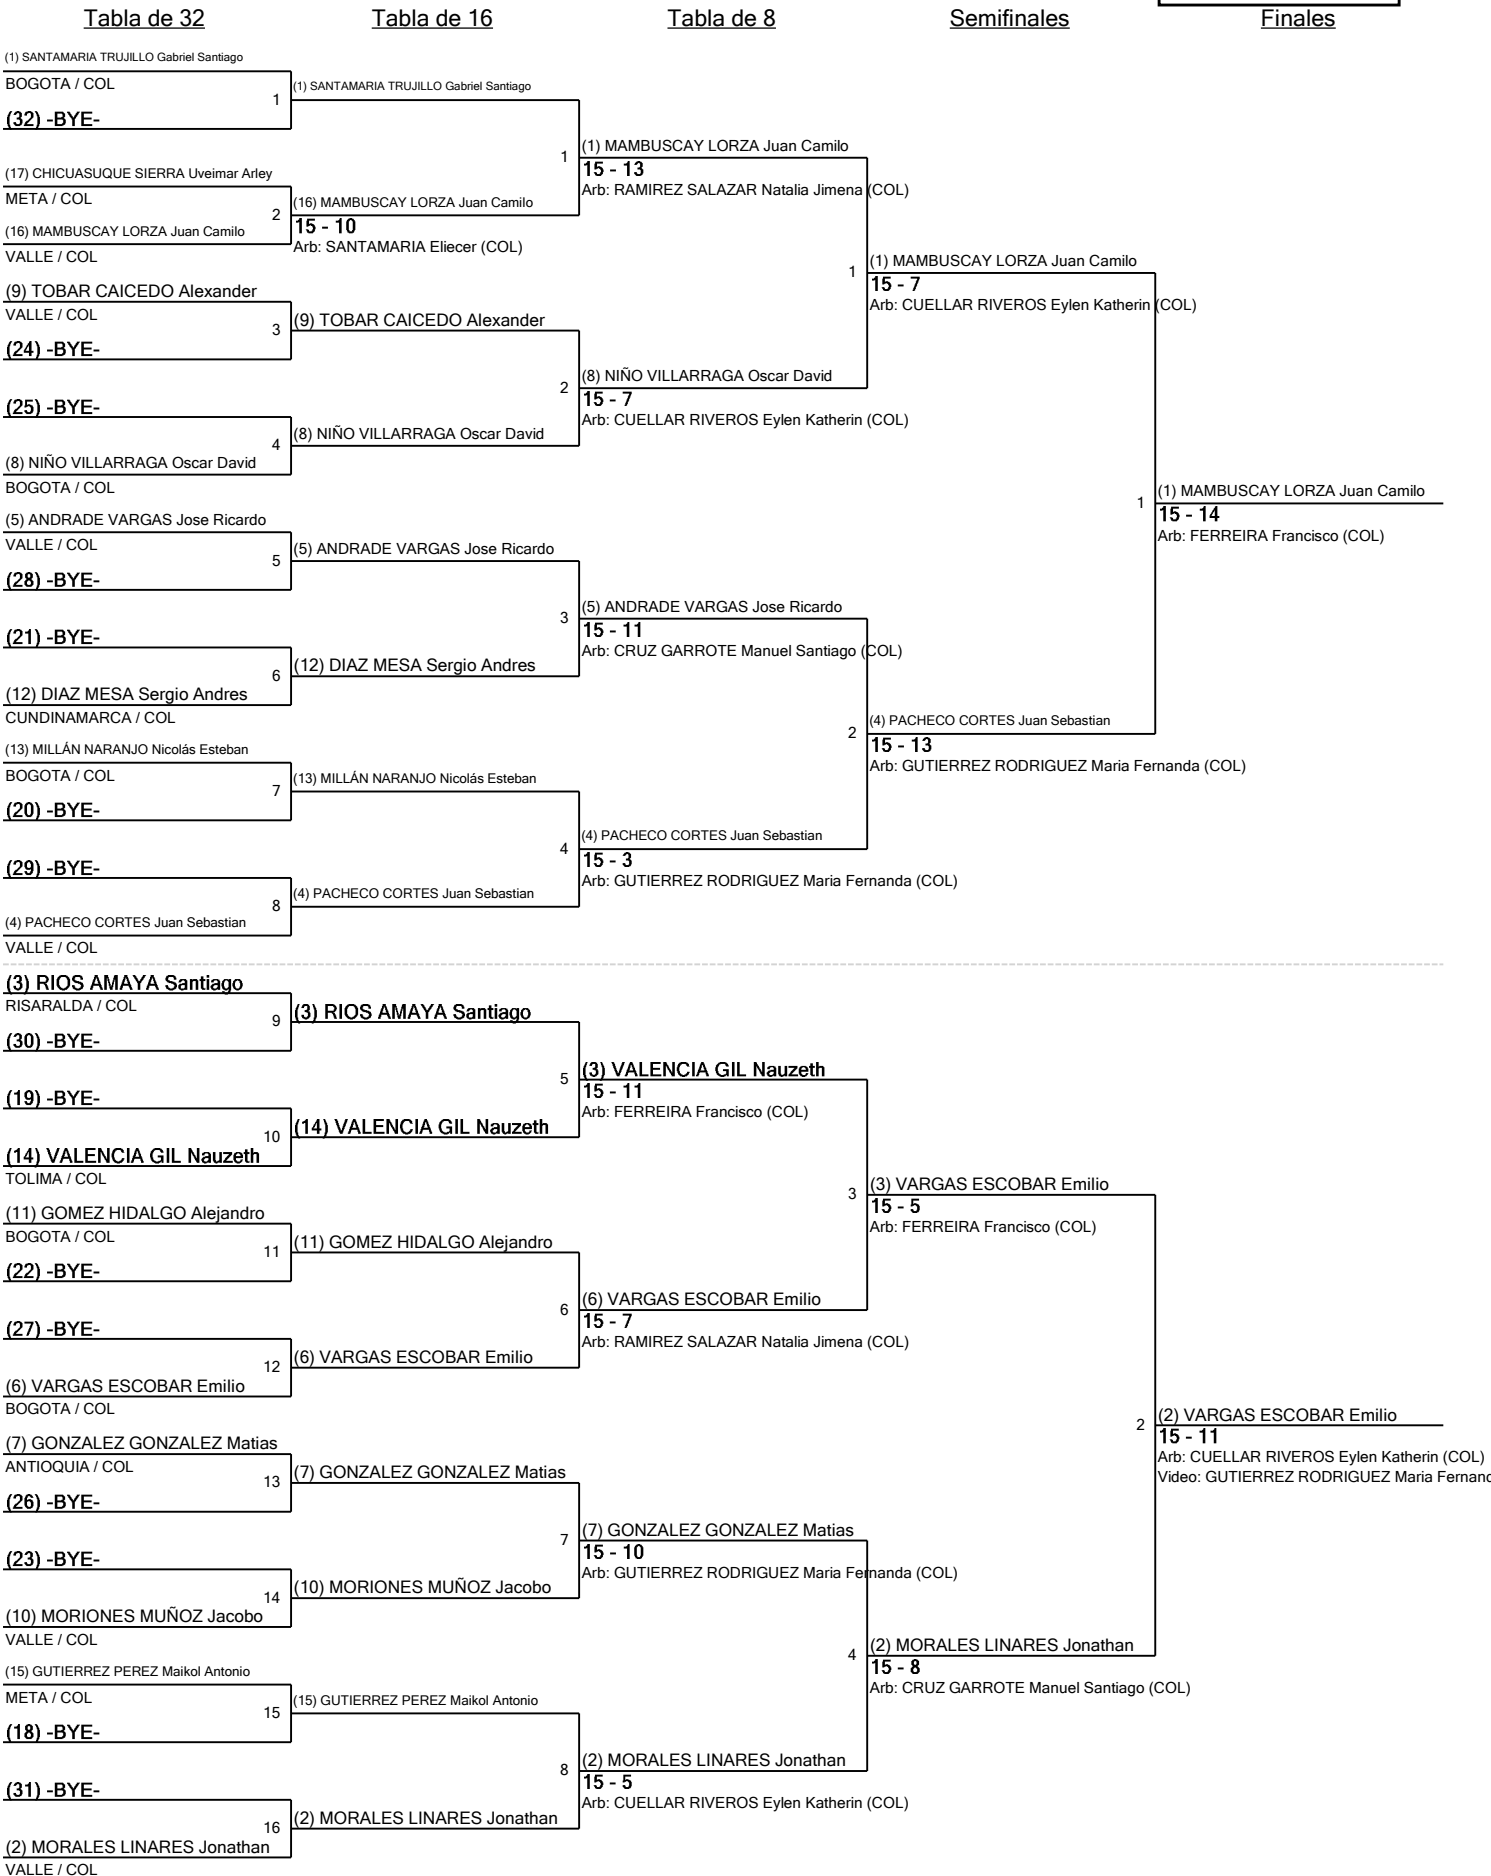 Tabla de 32
Tabla de 16
Tabla de 8
Semifinales
Finales
(1) SANTAMARIA TRUJILLO Gabriel Santiago
BOGOTA / COL
1
(32) -BYE-
(17) CHICUASUQUE SIERRA Uveimar Arley
META / COL
2
(16) MAMBUSCAY LORZA Juan Camilo
VALLE / COL
(9) TOBAR CAICEDO Alexander
VALLE / COL
3
(24) -BYE-
(25) -BYE-
4
(8) NIÑO VILLARRAGA Oscar David
BOGOTA / COL
(5) ANDRADE VARGAS Jose Ricardo
VALLE / COL
5
(28) -BYE-
(21) -BYE-
6
(12) DIAZ MESA Sergio Andres
CUNDINAMARCA / COL
(13) MILLÁN NARANJO Nicolás Esteban
BOGOTA / COL
7
(20) -BYE-
(29) -BYE-
8
(4) PACHECO CORTES Juan Sebastian
VALLE / COL
(1) SANTAMARIA TRUJILLO Gabriel Santiago
1
(16) MAMBUSCAY LORZA Juan Camilo
15 - 10
Arb: SANTAMARIA Eliecer (COL)
(9) TOBAR CAICEDO Alexander
2
(8) NIÑO VILLARRAGA Oscar David
(5) ANDRADE VARGAS Jose Ricardo
3
(12) DIAZ MESA Sergio Andres
(13) MILLÁN NARANJO Nicolás Esteban
4
(4) PACHECO CORTES Juan Sebastian
(1) MAMBUSCAY LORZA Juan Camilo
15 - 13
Arb: RAMIREZ SALAZAR Natalia Jimena (COL)
1
(8) NIÑO VILLARRAGA Oscar David
15 - 7
Arb: CUELLAR RIVEROS Eylen Katherin (COL)
(5) ANDRADE VARGAS Jose Ricardo
15 - 11
Arb: CRUZ GARROTE Manuel Santiago (COL)
2
(4) PACHECO CORTES Juan Sebastian
15 - 3
Arb: GUTIERREZ RODRIGUEZ Maria Fernanda (COL)
(1) MAMBUSCAY LORZA Juan Camilo
15 - 7
Arb: CUELLAR RIVEROS Eylen Katherin (COL)
1
(4) PACHECO CORTES Juan Sebastian
15 - 13
Arb: GUTIERREZ RODRIGUEZ Maria Fernanda (COL)
(1) MAMBUSCAY LORZA Juan Camilo
15 - 14
Arb: FERREIRA Francisco (COL)
(3) RIOS AMAYA Santiago
RISARALDA / COL
9
(30) -BYE-
(19) -BYE-
10
(14) VALENCIA GIL Nauzeth
TOLIMA / COL
(11) GOMEZ HIDALGO Alejandro
BOGOTA / COL
11
(22) -BYE-
(27) -BYE-
12
(6) VARGAS ESCOBAR Emilio
BOGOTA / COL
(7) GONZALEZ GONZALEZ Matias
ANTIOQUIA / COL
13
(26) -BYE-
(23) -BYE-
14
(10) MORIONES MUÑOZ Jacobo
VALLE / COL
(15) GUTIERREZ PEREZ Maikol Antonio
META / COL
15
(18) -BYE-
(31) -BYE-
16
(2) MORALES LINARES Jonathan
VALLE / COL
(3) RIOS AMAYA Santiago
5
(14) VALENCIA GIL Nauzeth
(11) GOMEZ HIDALGO Alejandro
6
(6) VARGAS ESCOBAR Emilio
(7) GONZALEZ GONZALEZ Matias
7
(10) MORIONES MUÑOZ Jacobo
(15) GUTIERREZ PEREZ Maikol Antonio
8
(2) MORALES LINARES Jonathan
(3) VALENCIA GIL Nauzeth
15 - 11
Arb: FERREIRA Francisco (COL)
3
(6) VARGAS ESCOBAR Emilio
15 - 7
Arb: RAMIREZ SALAZAR Natalia Jimena (COL)
(7) GONZALEZ GONZALEZ Matias
15 - 10
Arb: GUTIERREZ RODRIGUEZ Maria Fernanda (COL)
4
(2) MORALES LINARES Jonathan
15 - 5
Arb: CUELLAR RIVEROS Eylen Katherin (COL)
(3) VARGAS ESCOBAR Emilio
15 - 5
Arb: FERREIRA Francisco (COL)
2
(2) MORALES LINARES Jonathan
15 - 8
Arb: CRUZ GARROTE Manuel Santiago (COL)
(2) VARGAS ESCOBAR Emilio
15 - 11
Arb: CUELLAR RIVEROS Eylen Katherin (COL)
Video: GUTIERREZ RODRIGUEZ Maria